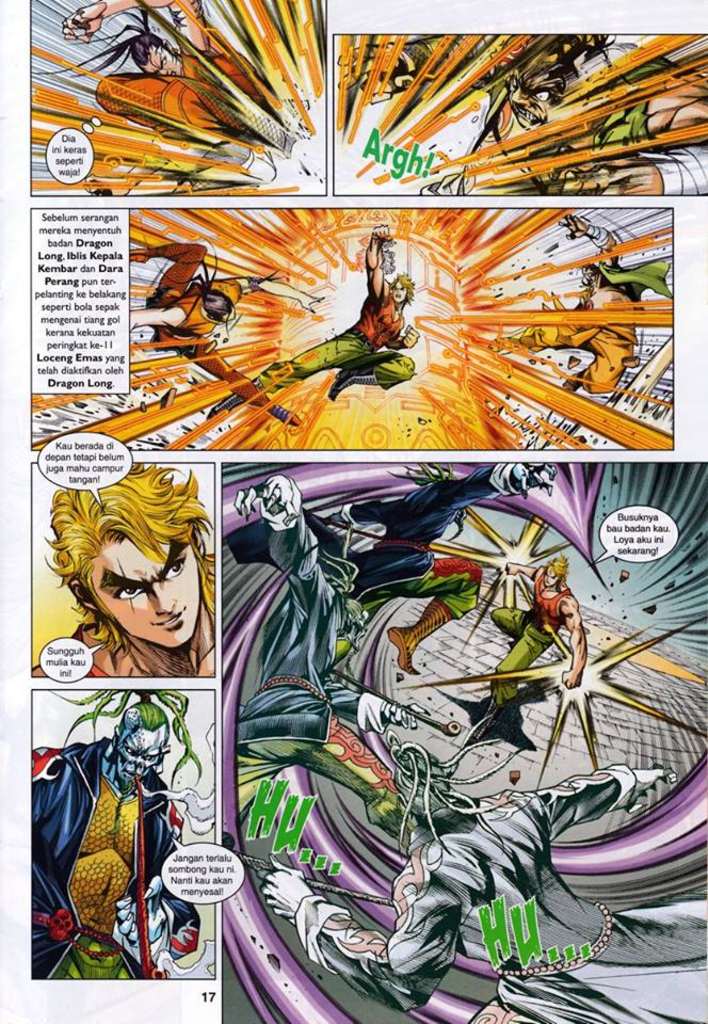 Dia
ini keras
seperti
waja!
Argh!
Sebelum serangan
mereka menyentuh
badan Dragon
Long, Iblis Kepala
Kembar dan Dara
Perang pun ter-
pelanting ke belakang
seperti bola sepak
mengenai tiang gol
kerana kekuatan
peringkat ke-11
Loceng Emas yang
telah diaktifkan oleh
Dragon Long.
Kau berada di
depan tetapi belum
juga mahu campur
tangan!
Sungguh
mulia kau
ini!
Busuknya
bau badan kau.
Loya aku ini
sekarang!
Jangan terlalu
sombong kau ni.
Nanti kau akan
menyesal!
HU...
HU...
17